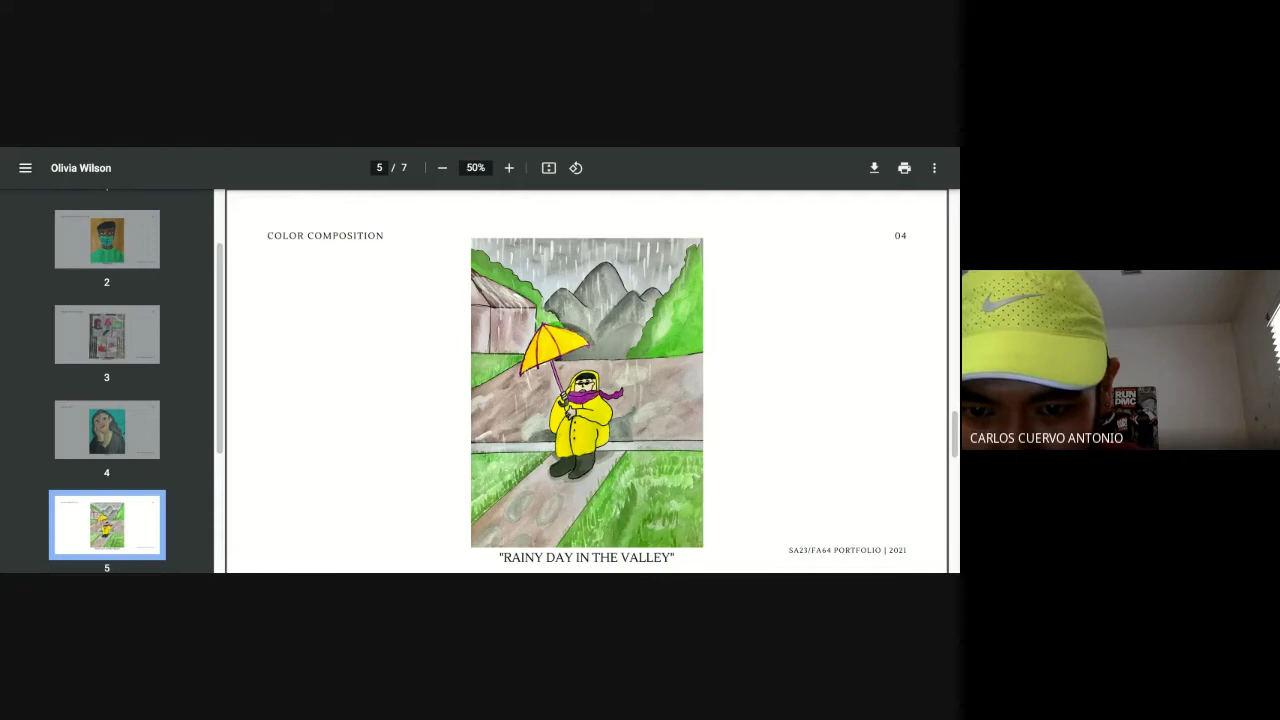 Olivia Wilson
5 / 7
50%
2
3
4
5
COLOR COMPOSITION
04
"RAINY DAY IN THE VALLEY"
SA23/FA64 PORTFOLIO | 2021
RUN
DMC
CARLOS CUERVO ANTONIO